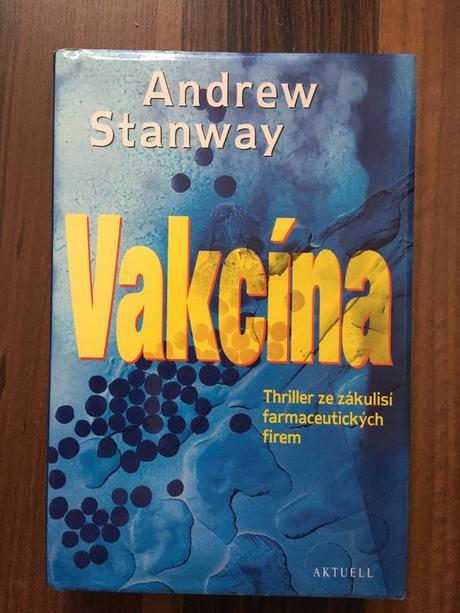 Andrew
Stanway
Vakcína
Thriller ze zákulisí
farmaceutických
firem
AKTUELL